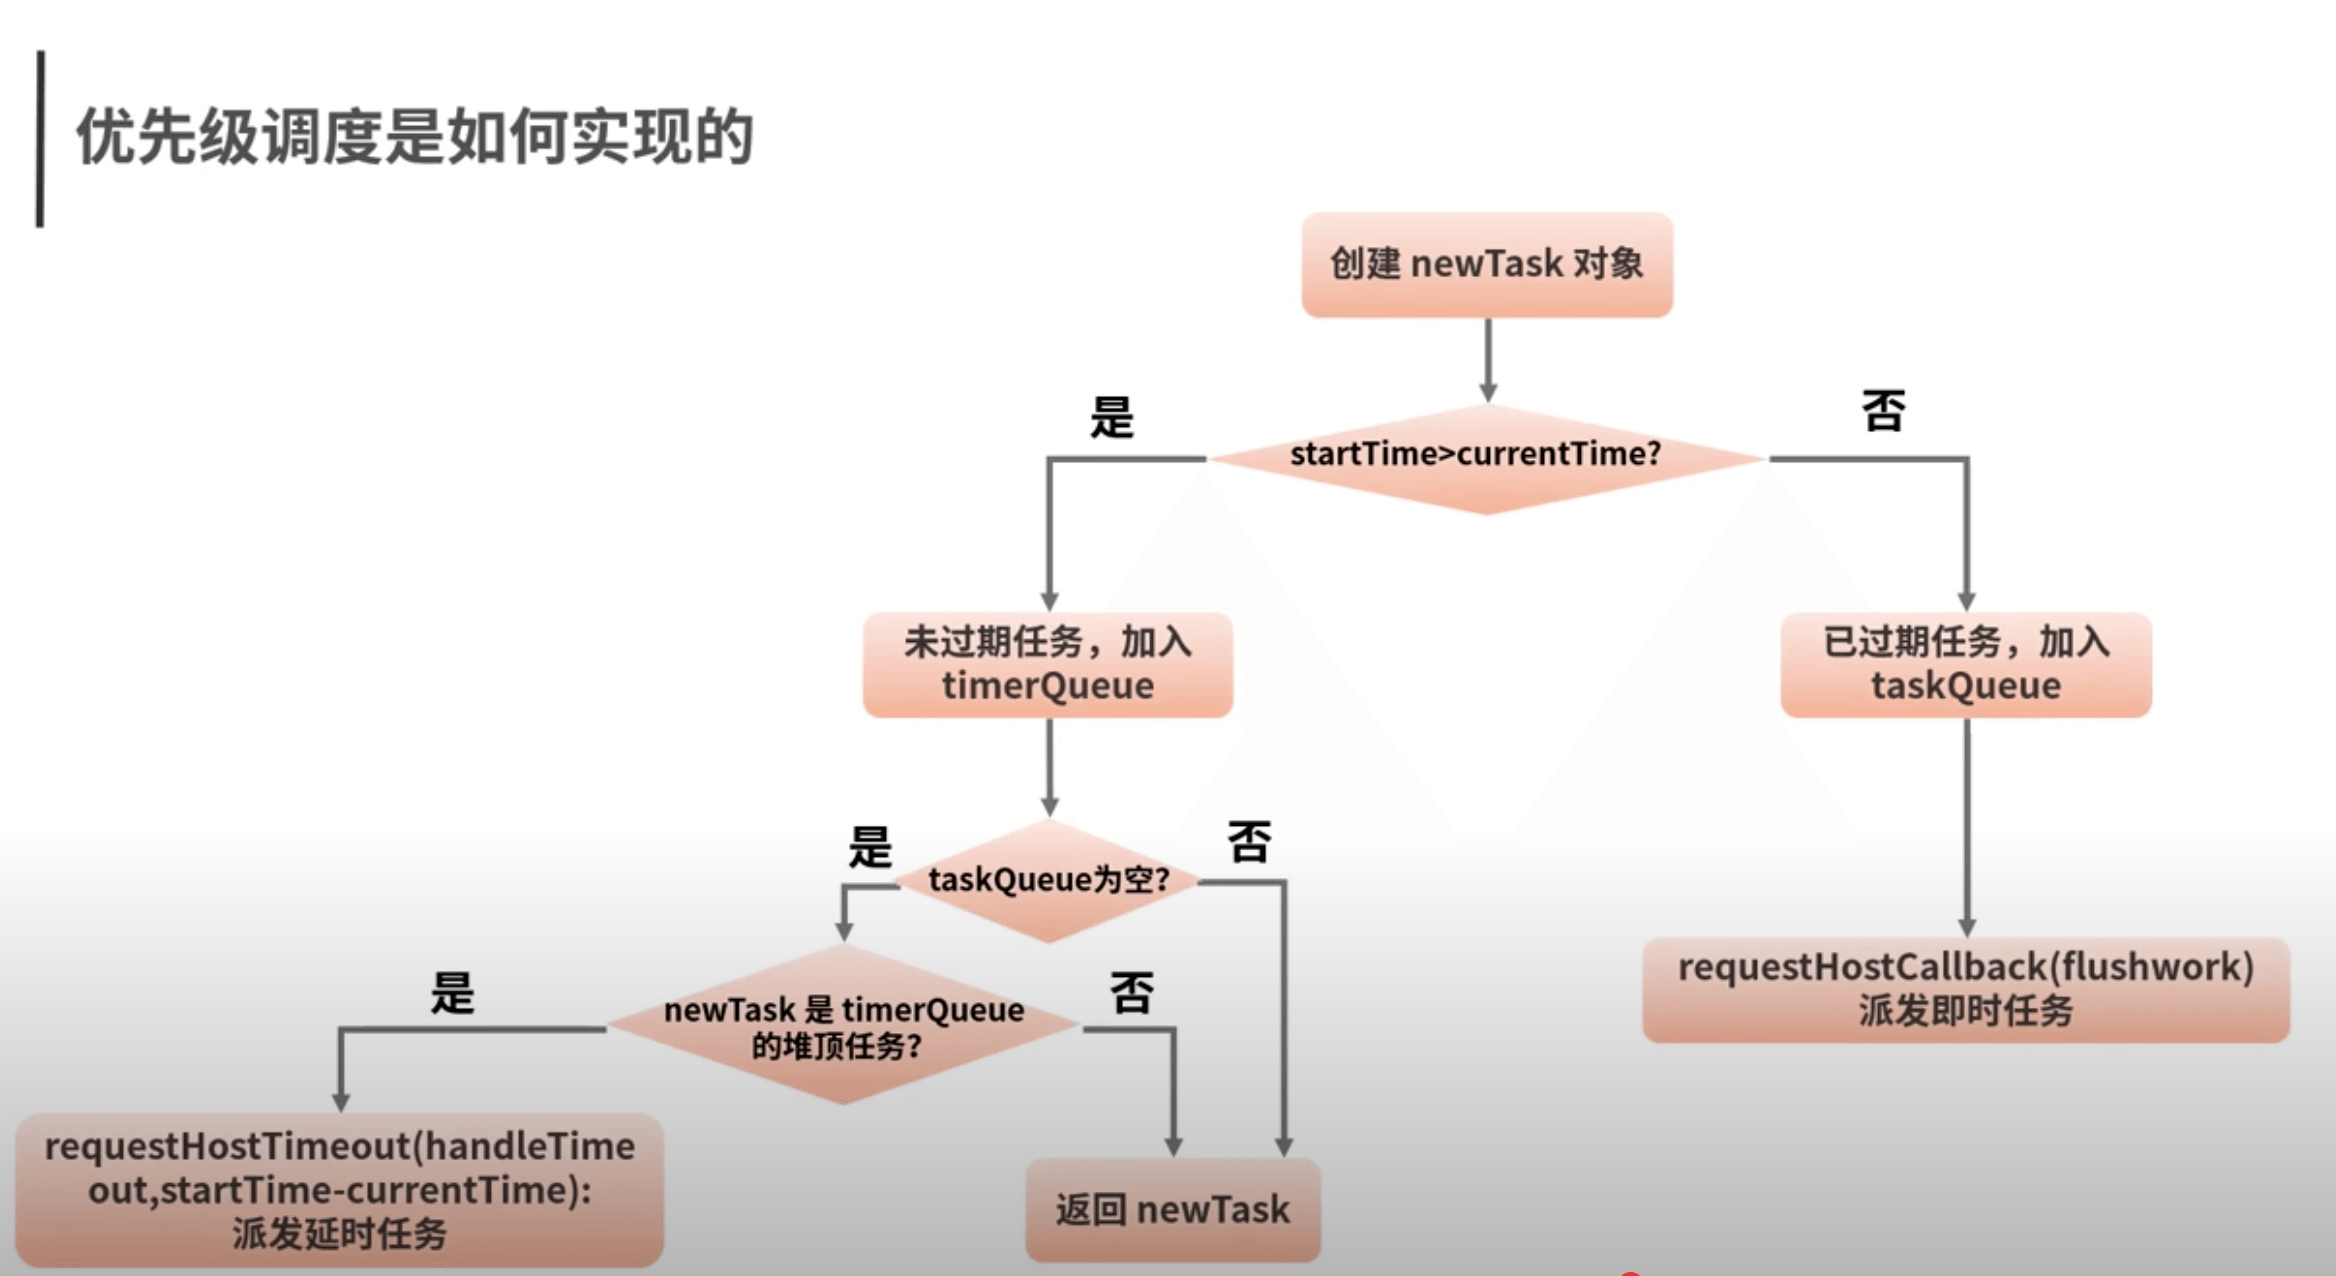 优先级调度是如何实现的
创建 newTask 对象
是
startTime>currentTime?
否
未过期任务，加入
timerQueue
已过期任务，加入
taskQueue
是
taskQueue为空?
否
是
newTask 是 timerQueue
的堆顶任务?
否
requestHostCallback(flushwork)
派发即时任务
requestHostTimeout(handleTime
out,startTime-currentTime):
派发延时任务
返回 newTask